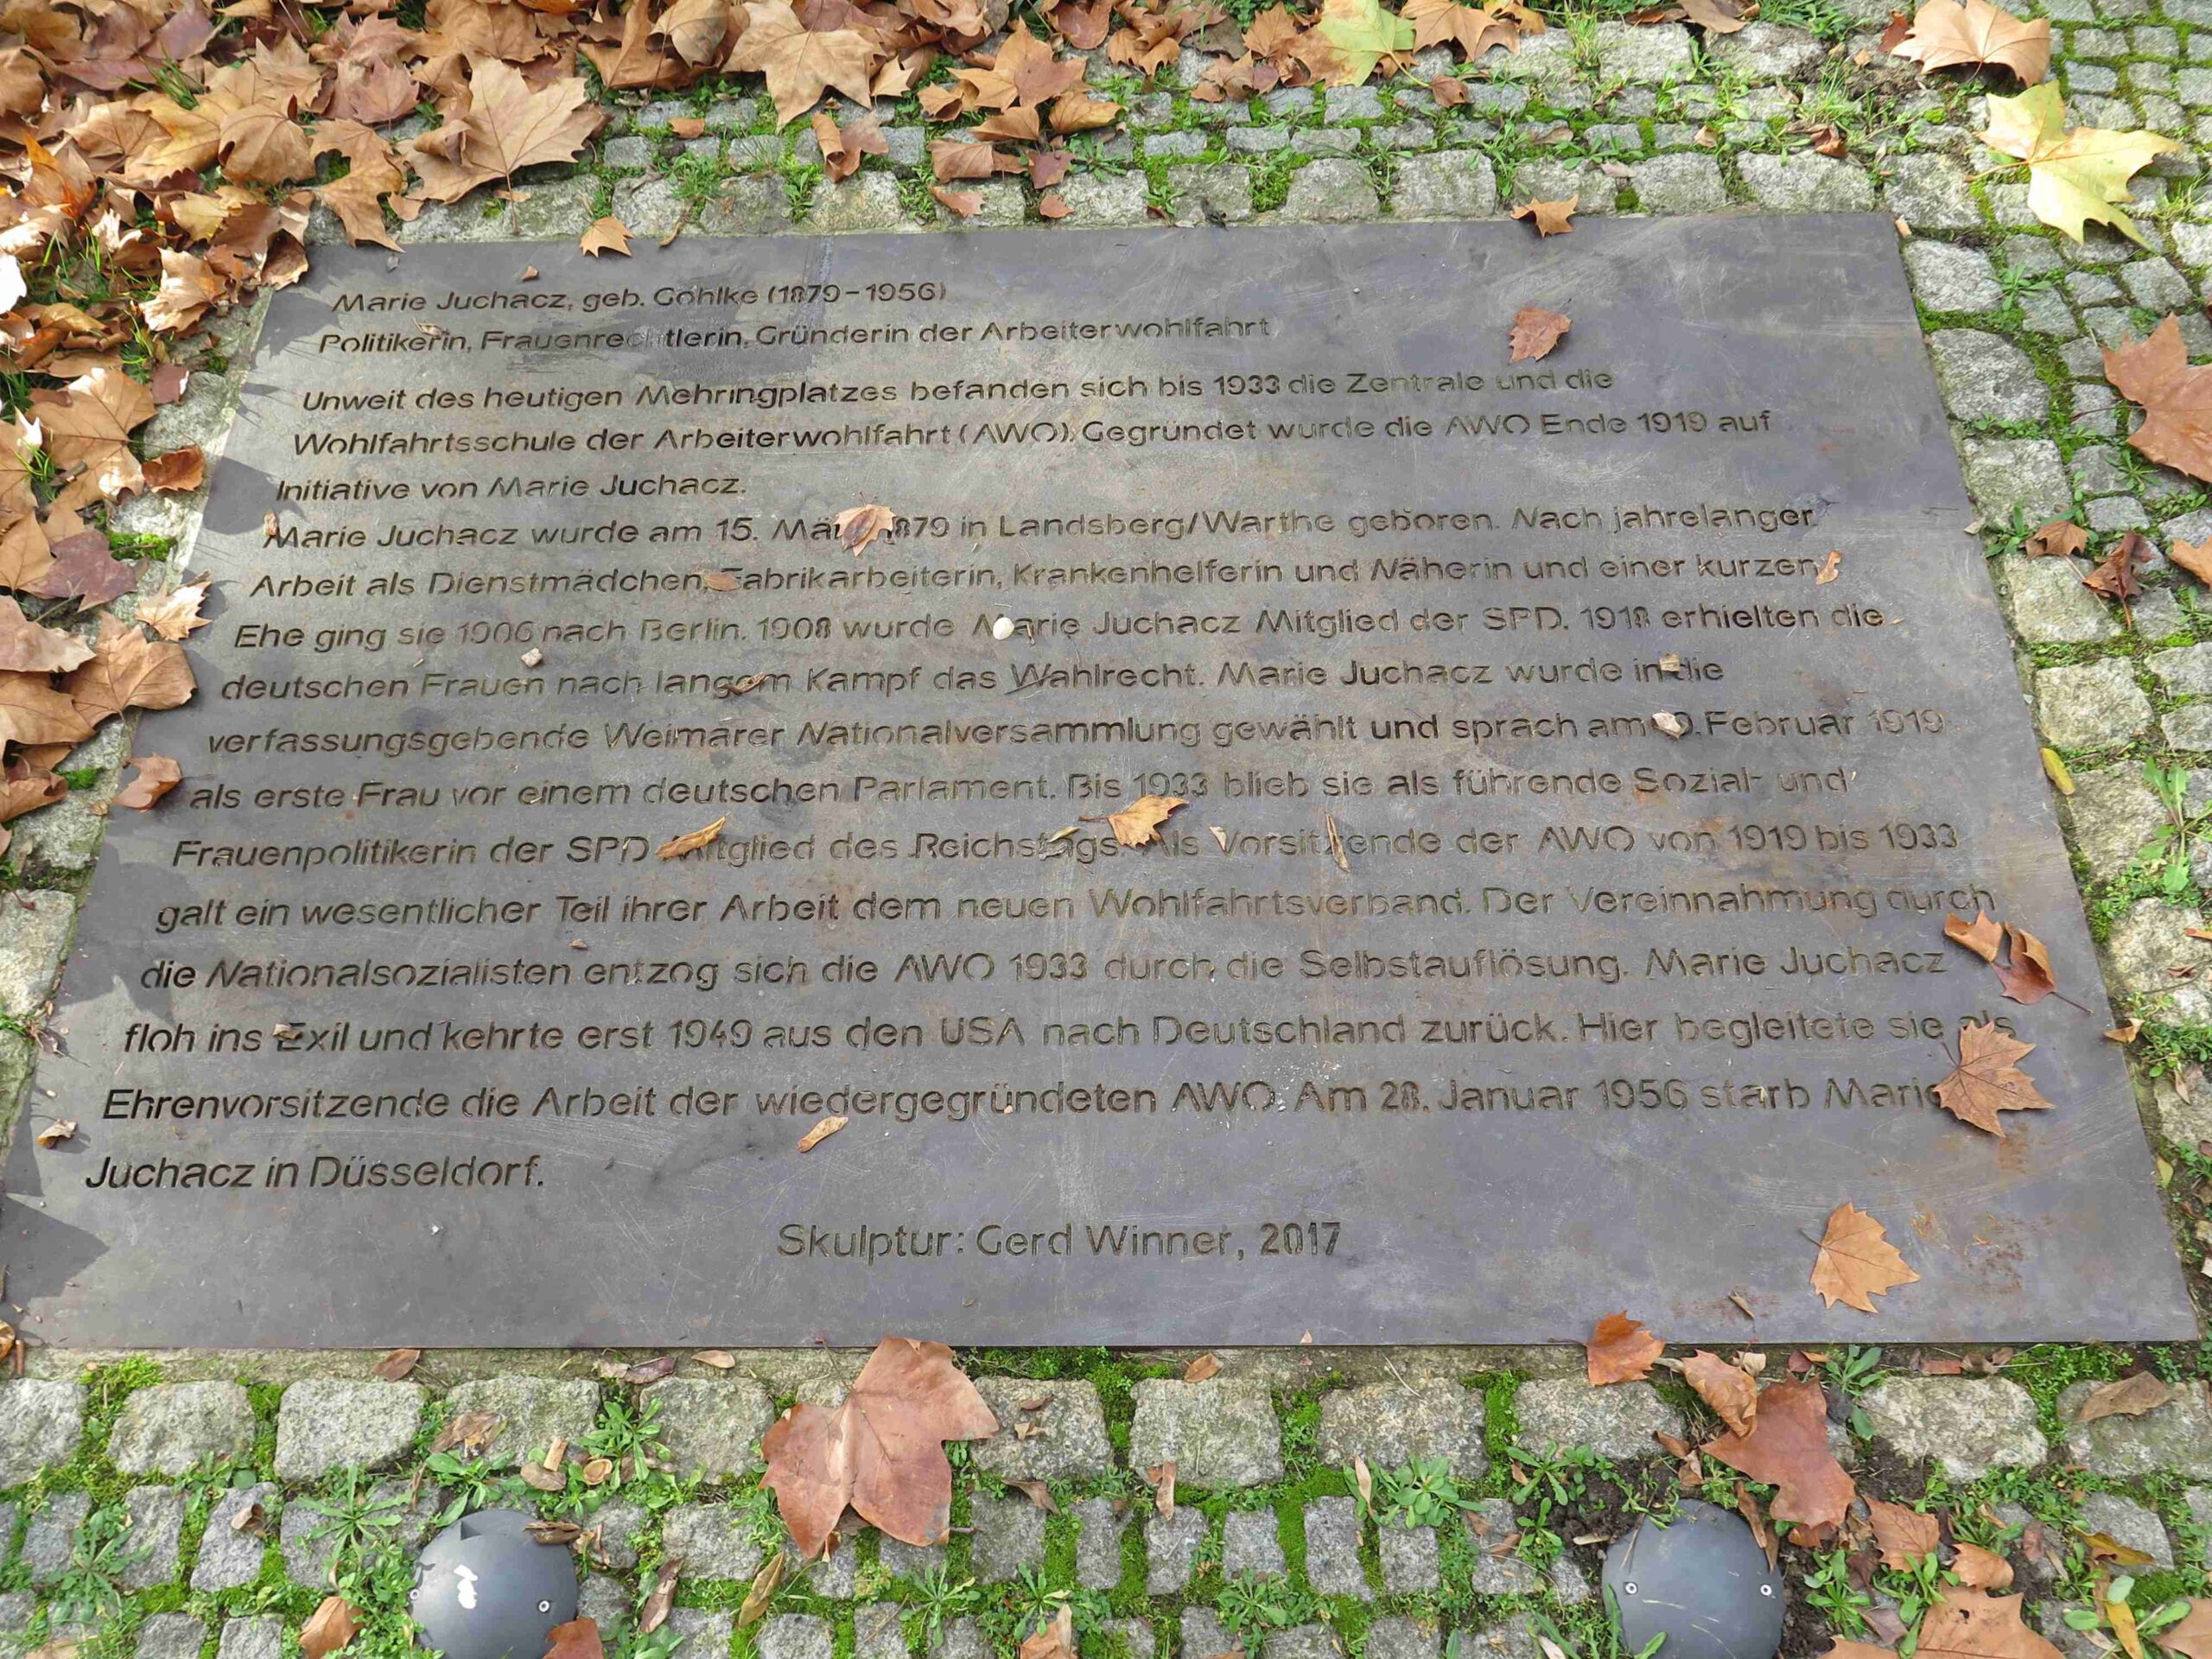 Marie Juchacz, geb. Gohlke (1879–1956)
Politikerin, Frauenrechtlerin, Gründerin der Arbeiterwohlfahrt
Unweit des heutigen Mehringplatzes befanden sich bis 1933 die Zentrale und die
Wohlfahrtsschule der Arbeiterwohlfahrt (AWO). Gegründet wurde die AWO Ende 1919 auf
Initiative von Marie Juchacz.
Marie Juchacz wurde am 15. März 1879 in Landsberg/Warthe geboren. Nach jahrelanger
Arbeit als Dienstmädchen, Fabrikarbeiterin, Krankenhelferin und Näherin und einer kurzen
Ehe ging sie 1906 nach Berlin. 1908 wurde Marie Juchacz Mitglied der SPD. 1918 erhielten die
deutschen Frauen nach langem Kampf das Wahlrecht. Marie Juchacz wurde in die
verfassungsgebende Weimarer Nationalversammlung gewählt und sprach am Februar 1919
als erste Frau vor einem deutschen Parlament. Bis 1933 blieb sie als führende Sozial- und
Frauenpolitikerin der SPD Mitglied des Reichstags. Als Vorsitzende der AWO von 1919 bis 1933
galt ein wesentlicher Teil ihrer Arbeit dem neuen Wohlfahrtsverband. Der Vereinnahmung durch
die Nationalsozialisten entzog sich die AWO 1933 durch die Selbstauflösung. Marie Juchacz
floh ins Exil und kehrte erst 1949 aus den USA nach Deutschland zurück. Hier begleitete sie als
Ehrenvorsitzende die Arbeit der wiedergegründeten AWO. Am 28. Januar 1956 starb Marie
Juchacz in Düsseldorf.
Skulptur: Gerd Winner, 2017